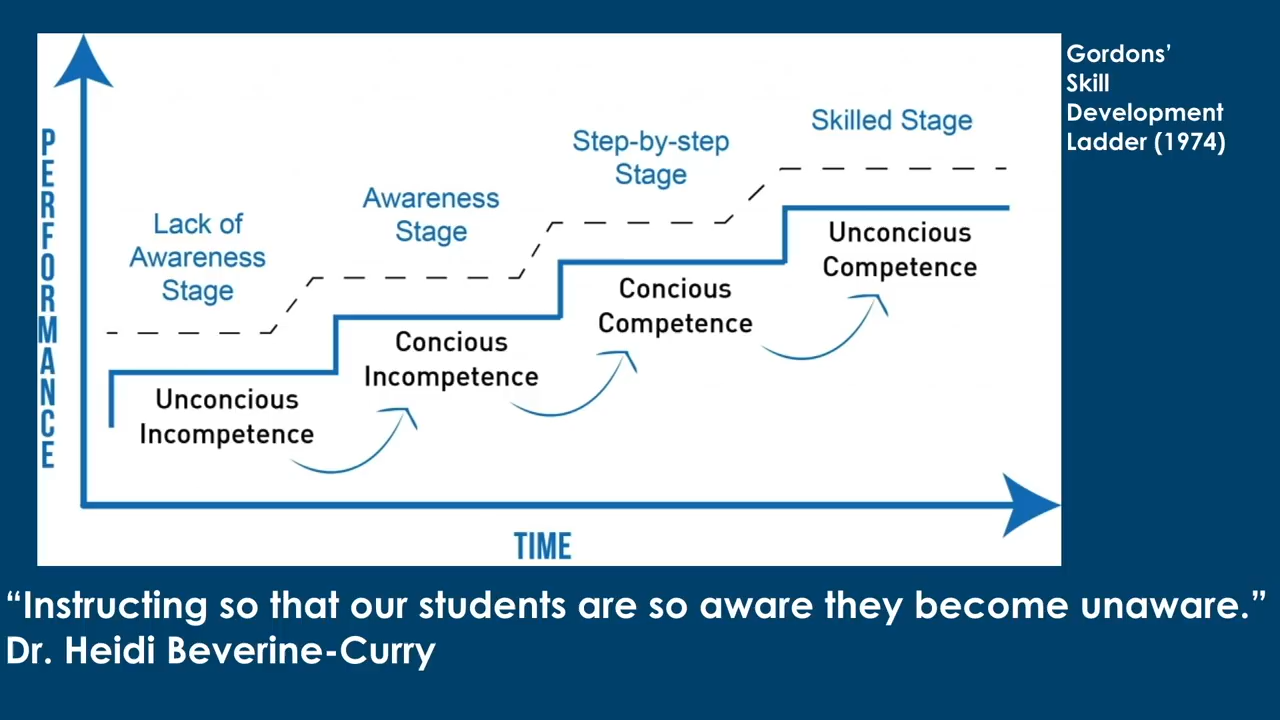 Gordons’
Skill
Development
Ladder (1974)
PERFORMANCE
Lack of
Awareness
Stage
Awareness
Stage
Step-by-step
Stage
Skilled Stage
Unconcious
Incompetence
Concious
Incompetence
Concious
Competence
Unconcious
Competence
TIME
“Instructing so that our students are so aware they become unaware.”
Dr. Heidi Beverine-Curry